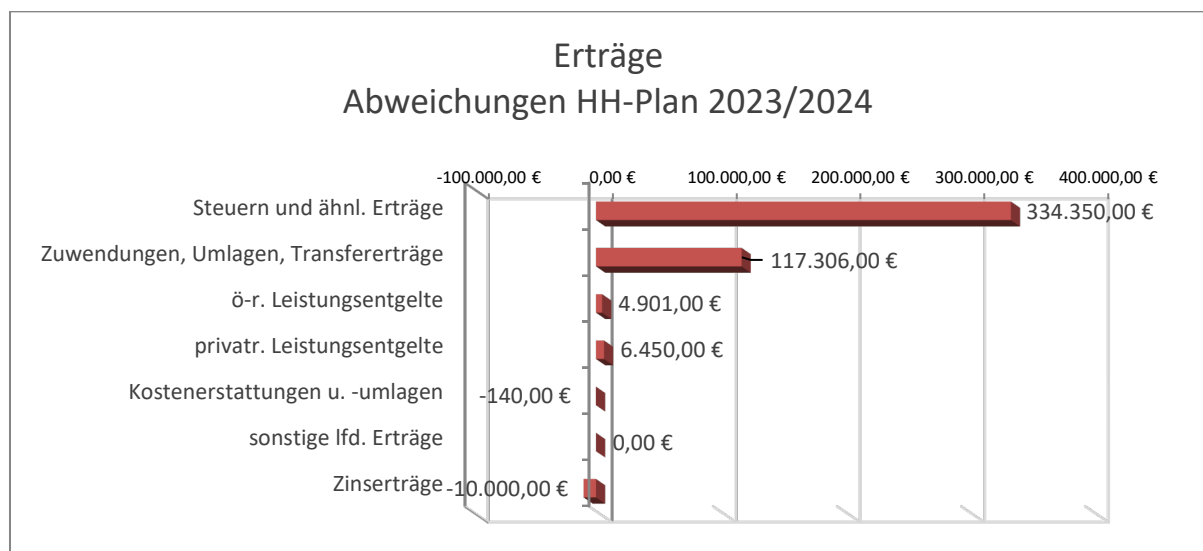 Erträge
Abweichungen HH-Plan 2023/2024
-100.000,00 € 0,00 € 100.000,00 € 200.000,00 € 300.000,00 € 400.000,00 €
Steuern und ähnl. Erträge 334.350,00 €
Zuwendungen, Umlagen, Transfererträge 117.306,00 €
ö-r. Leistungsentgelte 4.901,00 €
privatr. Leistungsentgelte 6.450,00 €
Kostenerstattungen u. -umlagen -140,00 €
sonstige lfd. Erträge 0,00 €
Zinserträge -10.000,00 €